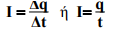 I = Δq/Δt ή I = q/t